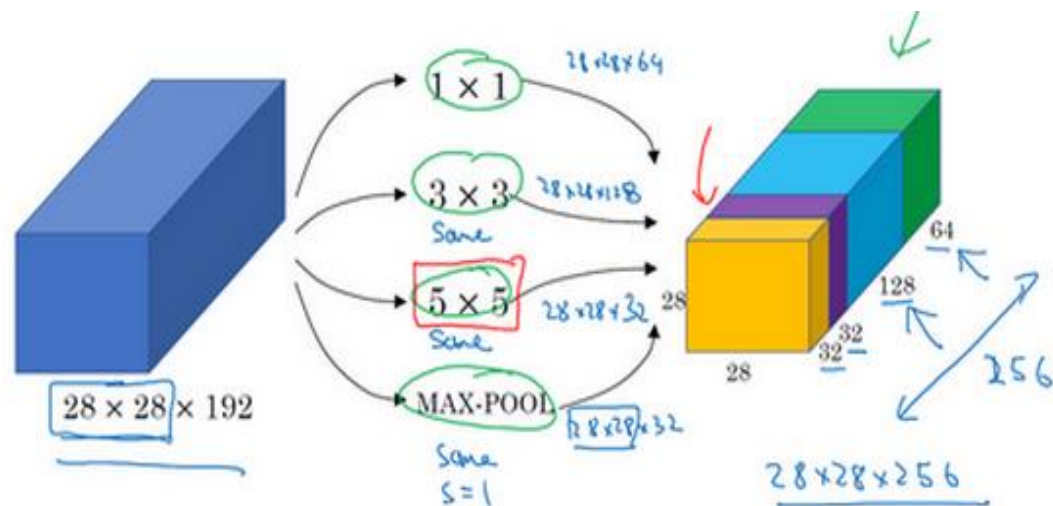 1 × 1
28×28×64
3 × 3
28×28×128
Same
5 × 5
28×28×32
Same
MAX-POOL
28×28×32
Same
s=1
28 × 28 × 192
28
28
32
32
128
64
256
28×28×256